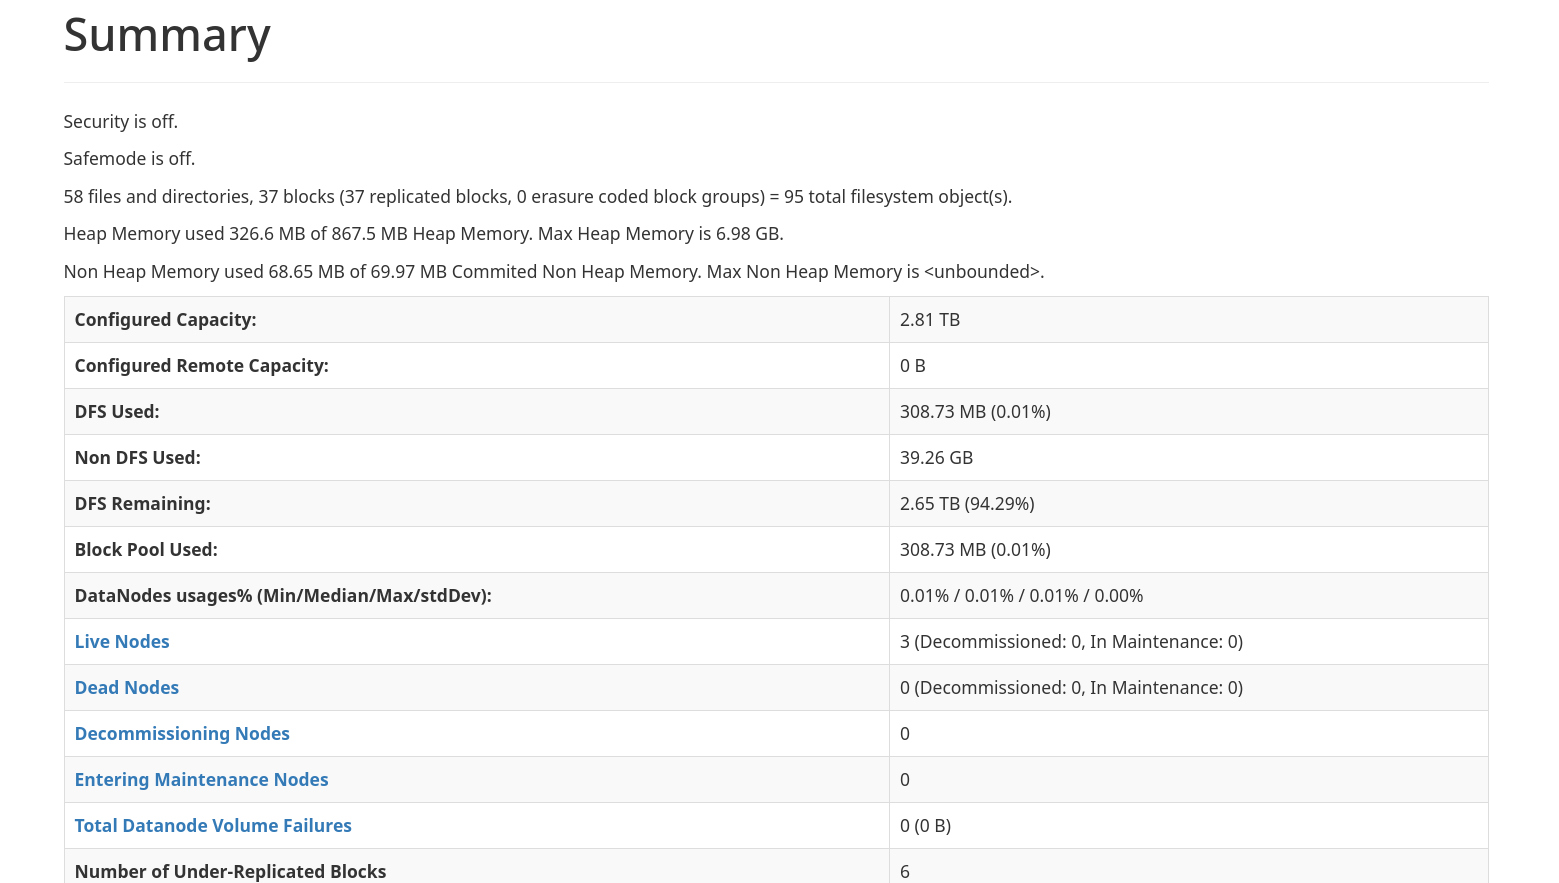 Summary
Security is off.
Safemode is off.
58 files and directories, 37 blocks (37 replicated blocks, 0 erasure coded block groups) = 95 total filesystem object(s).
Heap Memory used 326.6 MB of 867.5 MB Heap Memory. Max Heap Memory is 6.98 GB.
Non Heap Memory used 68.65 MB of 69.97 MB Commited Non Heap Memory. Max Non Heap Memory is <unbounded>.
Configured Capacity: 2.81 TB
Configured Remote Capacity: 0 B
DFS Used: 308.73 MB (0.01%)
Non DFS Used: 39.26 GB
DFS Remaining: 2.65 TB (94.29%)
Block Pool Used: 308.73 MB (0.01%)
DataNodes usages% (Min/Median/Max/stdDev): 0.01% / 0.01% / 0.01% / 0.00%
Live Nodes 3 (Decommissioned: 0, In Maintenance: 0)
Dead Nodes 0 (Decommissioned: 0, In Maintenance: 0)
Decommissioning Nodes 0
Entering Maintenance Nodes 0
Total Datanode Volume Failures 0 (0 B)
Number of Under-Replicated Blocks 6